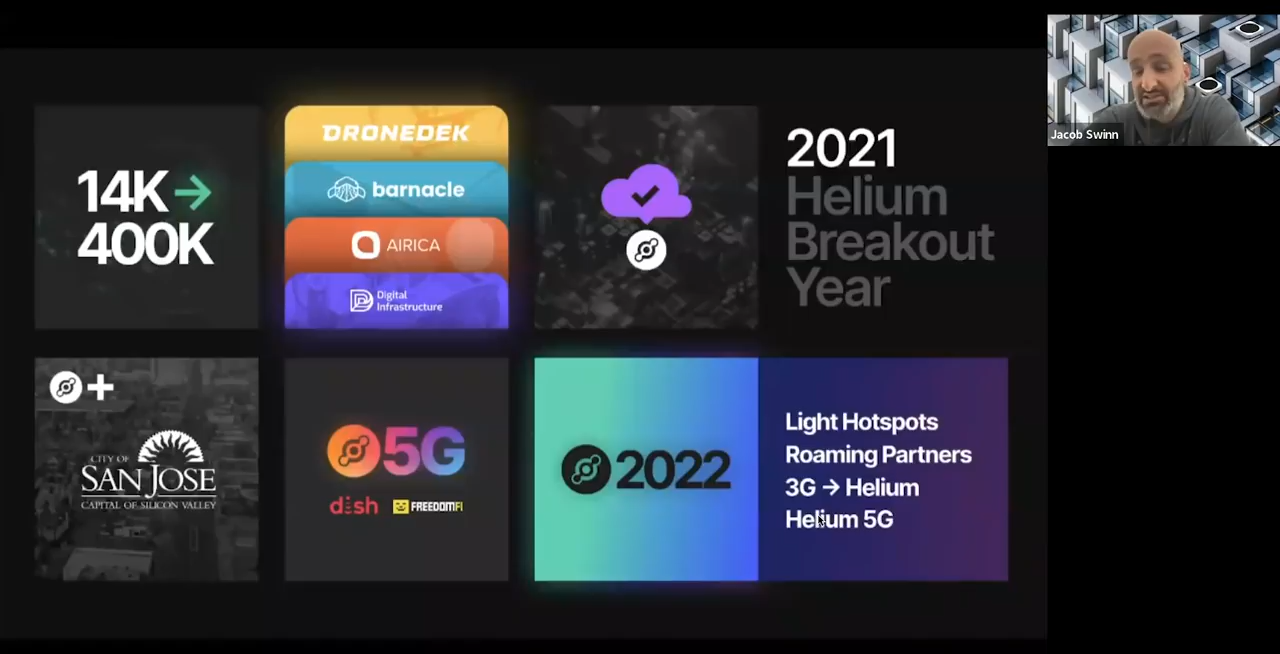 14K→
400K
DRONEDEK
barnacle
AIRICA
Digital
Infrastructure
2021
Helium
Breakout
Year
Jacob Swinn
+
CITY OF
SAN JOSE
CAPITAL OF SILICON VALLEY
5G
dish
FREEDOMFI
2022
Light Hotspots
Roaming Partners
3G → Helium
Helium 5G